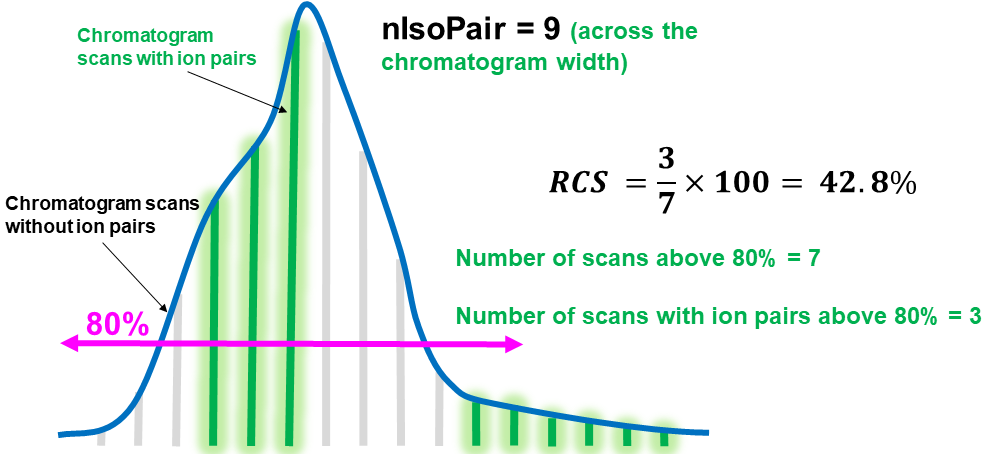 Chromatogram
scans with ion pairs
nIsoPair = 9 (across the
chromatogram width)
RCS = 3/7 × 100 = 42.8%
Chromatogram scans
without ion pairs
Number of scans above 80% = 7
80%
Number of scans with ion pairs above 80% = 3